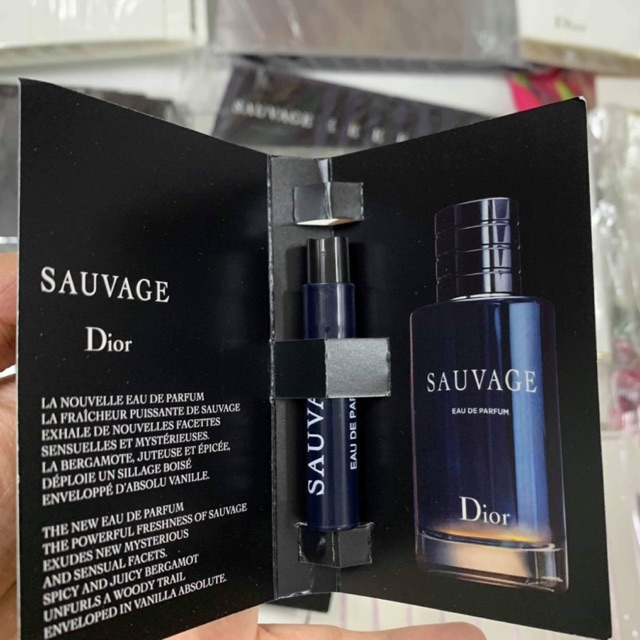 Dior
SAUVAGE
SAUVAGE
Dior
LA NOUVELLE EAU DE PARFUM
LA FRAÎCHEUR PUISSANTE DE SAUVAGE
EXHALE DE NOUVELLES FACETTES
SENSUELLES ET MYSTÉRIEUSES.
LA BERGAMOTE, JUTEUSE ET ÉPICÉE,
DÉPLOIE UN SILLAGE BOISÉ
ENVELOPPÉ D'ABSOLU VANILLE.
THE NEW EAU DE PARFUM
THE POWERFUL FRESHNESS OF SAUVAGE
EXUDES NEW MYSTERIOUS
AND SENSUAL FACETS.
SPICY AND JUICY BERGAMOT
UNFURLS A WOODY TRAIL
ENVELOPED IN VANILLA ABSOLUTE.
SAUVA
EAU DE PA
SAUVAGE
EAU DE PARFUM
Dior